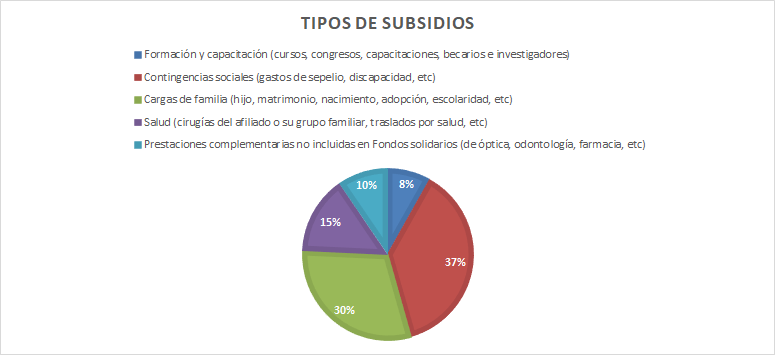 TIPOS DE SUBSIDIOS
Formación y capacitación (cursos, congresos, capacitaciones, becarios e investigadores)
Contingencias sociales (gastos de sepelio, discapacidad, etc)
Cargas de familia (hijo, matrimonio, nacimiento, adopción, escolaridad, etc)
Salud (cirugías del afiliado o su grupo familiar, traslados por salud, etc)
Prestaciones complementarias no incluidas en Fondos solidarios (de óptica, odontología, farmacia, etc)
10%
8%
15%
37%
30%